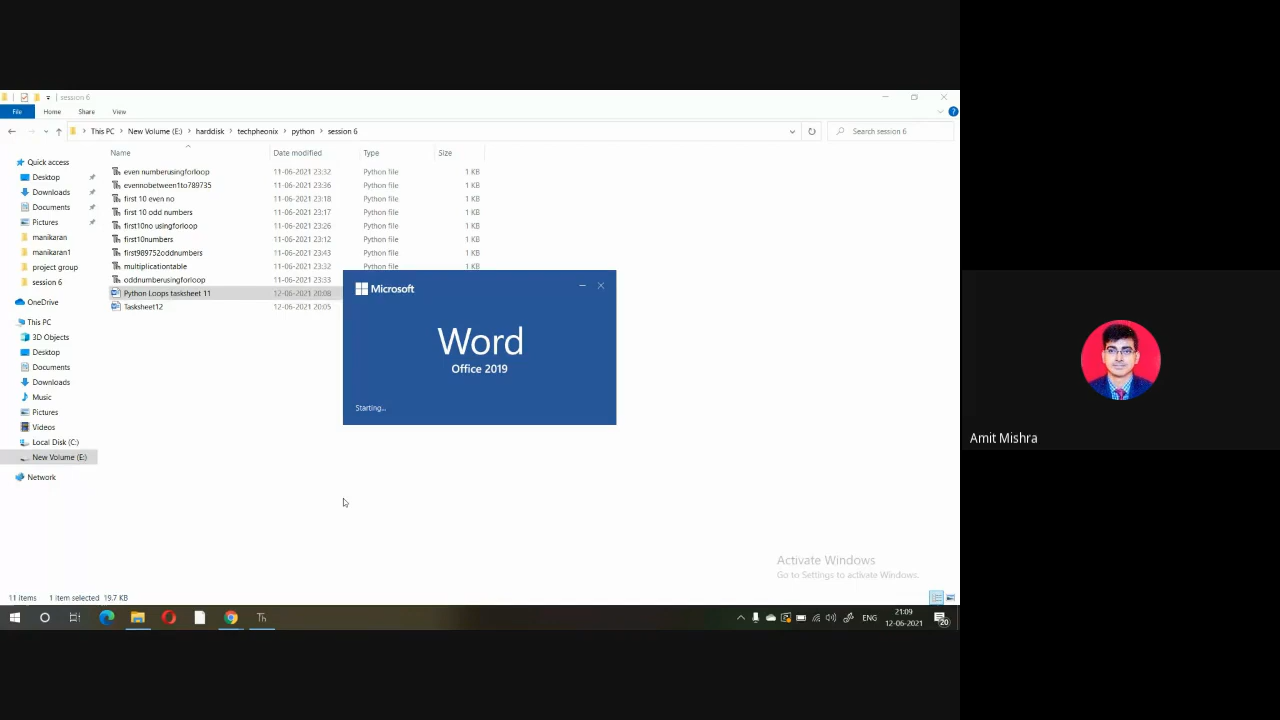 session 6
File Home Share View
This PC New Volume (E:) harddisk techpheonix python session 6
Search session 6
Name Date modified Type Size
Quick access
Desktop
Downloads
Documents
Pictures
manikaran
manikaran1
project group
session 6
OneDrive
This PC
3D Objects
Desktop
Documents
Downloads
Music
Pictures
Videos
Local Disk (C:)
New Volume (E:)
Network
even numberusingforloop 11-06-2021 23:32 Python file 1 KB
evennobetween1to789735 11-06-2021 23:36 Python file 1 KB
first 10 even no 11-06-2021 23:18 Python file 1 KB
first 10 odd numbers 11-06-2021 23:17 Python file 1 KB
first10no usingforloop 11-06-2021 23:26 Python file 1 KB
first10numbers 11-06-2021 23:12 Python file 1 KB
first989752oddnumbers 11-06-2021 23:43 Python file 1 KB
multiplicationtable 11-06-2021 23:32 Python file 1 KB
oddnumberusingforloop 11-06-2021 23:33
Python Loops tasksheet 11 12-06-2021 20:08
Tasksheet12 12-06-2021 20:05
Microsoft
Word
Office 2019
Starting...
Amit Mishra
Activate Windows
Go to Settings to activate Windows.
11 items 1 item selected 19.7 KB
Th
ENG
21:09
12-06-2021
20